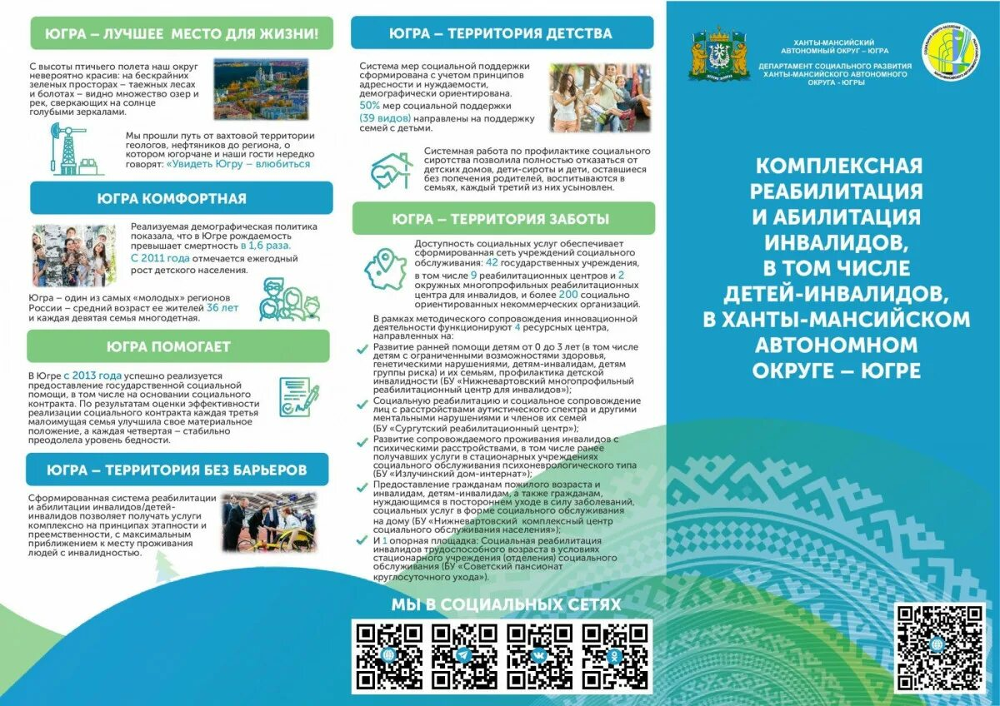 ЮГРА – ЛУЧШЕЕ МЕСТО ДЛЯ ЖИЗНИ!
С высоты птичьего полета наш округ
невероятно красив: на бескрайних
зеленых просторах – таежных лесах
и болотах – видно множество озер и
рек, сверкающих на солнце
голубыми зеркалами.
Мы прошли путь от вахтовой территории
геологов, нефтяников до региона, о
котором югорчане и наши гости нередко
говорят: «Увидеть Югру – влюбиться
ЮГРА КОМФОРТНАЯ
Реализуемая демографическая политика
показала, что в Югре рождаемость
превышает смертность в 1,6 раза.
С 2011 года отмечается ежегодный
рост детского населения.
Югра – один из самых «молодых» регионов
России – средний возраст ее жителей 36 лет
и каждая девятая семья многодетная.
ЮГРА ПОМОГАЕТ
В Югре с 2013 года успешно реализуется
предоставление государственной социальной
помощи, в том числе на основании социального
контракта. По результатам оценки эффективности
реализации социального контракта каждая третья
малоимущая семья улучшила свое материальное
положение, а каждая четвертая – стабильно
преодолела уровень бедности.
ЮГРА – ТЕРРИТОРИЯ БЕЗ БАРЬЕРОВ
Сформированная система реабилитации
и абилитации инвалидов/детей-
инвалидов позволяет получать услуги
комплексно на принципах этапности и
преемственности, с максимальным
приближением к месту проживания
людей с инвалидностью.
ЮГРА – ТЕРРИТОРИЯ ДЕТСТВА
Система мер социальной поддержки
сформирована с учетом принципов
адресности и нуждаемости,
демографически ориентирована.
50% мер социальной поддержки
(39 видов) направлены на поддержку
семей с детьми.
Системная работа по профилактике социального
сиротства позволила полностью отказаться от
детских домов, дети-сироты и дети, оставшиеся
без попечения родителей, воспитываются в
семьях, каждый третий из них усыновлен.
ЮГРА – ТЕРРИТОРИЯ ЗАБОТЫ
Доступность социальных услуг обеспечивает
сформированная сеть учреждений социального
обслуживания: 42 государственных учреждения,
в том числе 9 реабилитационных центров и 2
окружных многопрофильных реабилитационных
центра для инвалидов, и более 200 социально
ориентированных некоммерческих организаций.
В рамках методического сопровождения инновационной
деятельности функционируют 4 ресурсных центра,
направленных на:
Развитие ранней помощи детям от 0 до 3 лет (в том числе
детям с ограниченными возможностями здоровья,
генетическими нарушениями, детям-инвалидам, детям
группы риска) и их семьям, профилактика детской
инвалидности (БУ «Нижневартовский многопрофильный
реабилитационный центр для инвалидов»);
Социальную реабилитацию и социальное сопровождение
лиц с расстройствами аутистического спектра и другими
ментальными нарушениями и членов их семей
(БУ «Сургутский реабилитационный центр»);
Развитие сопровождаемого проживания инвалидов с
психическими расстройствами, в том числе ранее
получавших услуги в стационарных учреждениях
социального обслуживания психоневрологического типа
(БУ «Излучинский дом-интернат»);
Предоставление гражданам пожилого возраста и
инвалидам, детям-инвалидам, а также гражданам,
нуждающимся в постороннем уходе в силу заболеваний,
социальных услуг в форме социального обслуживания
на дому (БУ «Нижневартовский комплексный центр
социального обслуживания населения»);
И 1 опорная площадка: Социальная реабилитация
инвалидов трудоспособного возраста в условиях
стационарного учреждения (отделения) социального
обслуживания (БУ «Советский пансионат
круглосуточного ухода»).
МЫ В СОЦИАЛЬНЫХ СЕТЯХ
ХАНТЫ-МАНСИЙСКИЙ
АВТОНОМНЫЙ ОКРУГ – ЮГРА
ДЕПАРТАМЕНТ СОЦИАЛЬНОГО РАЗВИТИЯ
ХАНТЫ-МАНСИЙСКОГО АВТОНОМНОГО
ОКРУГА - ЮГРЫ
КОМПЛЕКСНАЯ
РЕАБИЛИТАЦИЯ
И АБИЛИТАЦИЯ
ИНВАЛИДОВ,
В ТОМ ЧИСЛЕ
ДЕТЕЙ-ИНВАЛИДОВ,
В ХАНТЫ-МАНСИЙСКОМ
АВТОНОМНОМ
ОКРУГЕ – ЮГРЕ